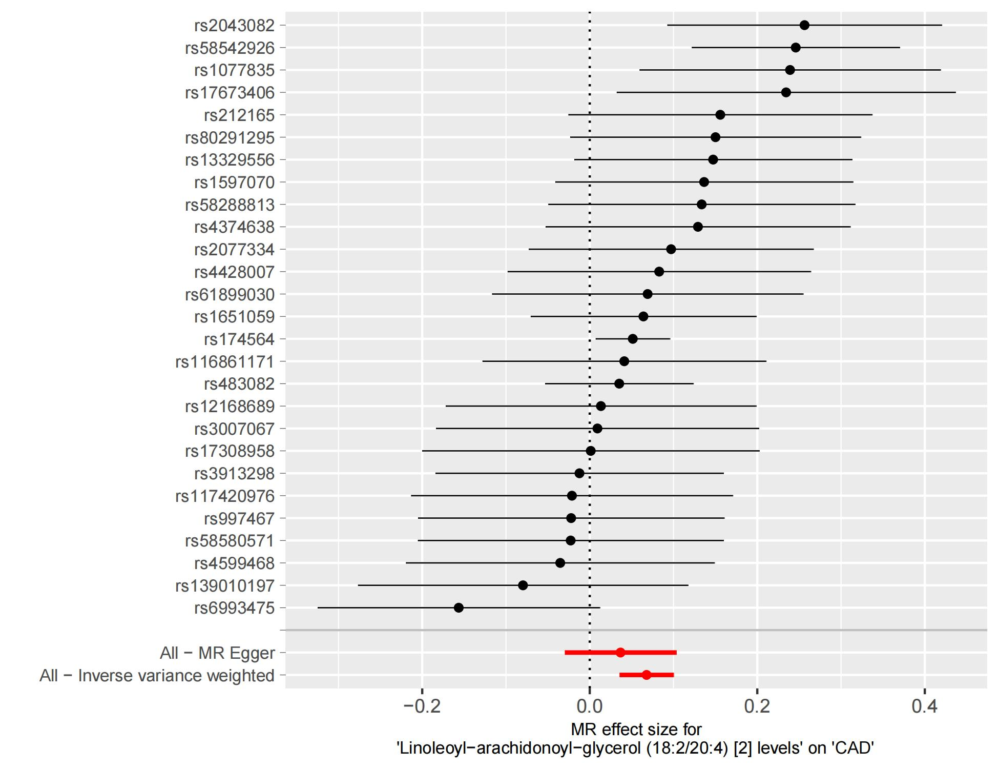 rs2043082
rs58542926
rs1077835
rs17673406
rs212165
rs80291295
rs13329556
rs1597070
rs58288813
rs4374638
rs2077334
rs4428007
rs61899030
rs1651059
rs174564
rs116861171
rs483082
rs12168689
rs3007067
rs17308958
rs3913298
rs117420976
rs997467
rs58580571
rs4599468
rs139010197
rs6993475
All − MR Egger
All − Inverse variance weighted
−0.2 0.0 0.2 0.4
MR effect size for
'Linoleoyl−arachidonoyl−glycerol (18:2/20:4) [2] levels' on 'CAD'